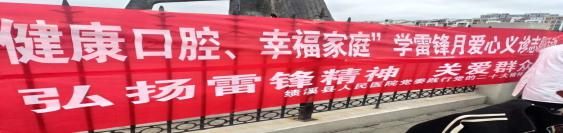 健康口腔、幸福家庭”学雷锋月爱心义诊志愿
弘扬雷锋精神 关爱群众
绩溪县人民医院党委践行党的二十大精神